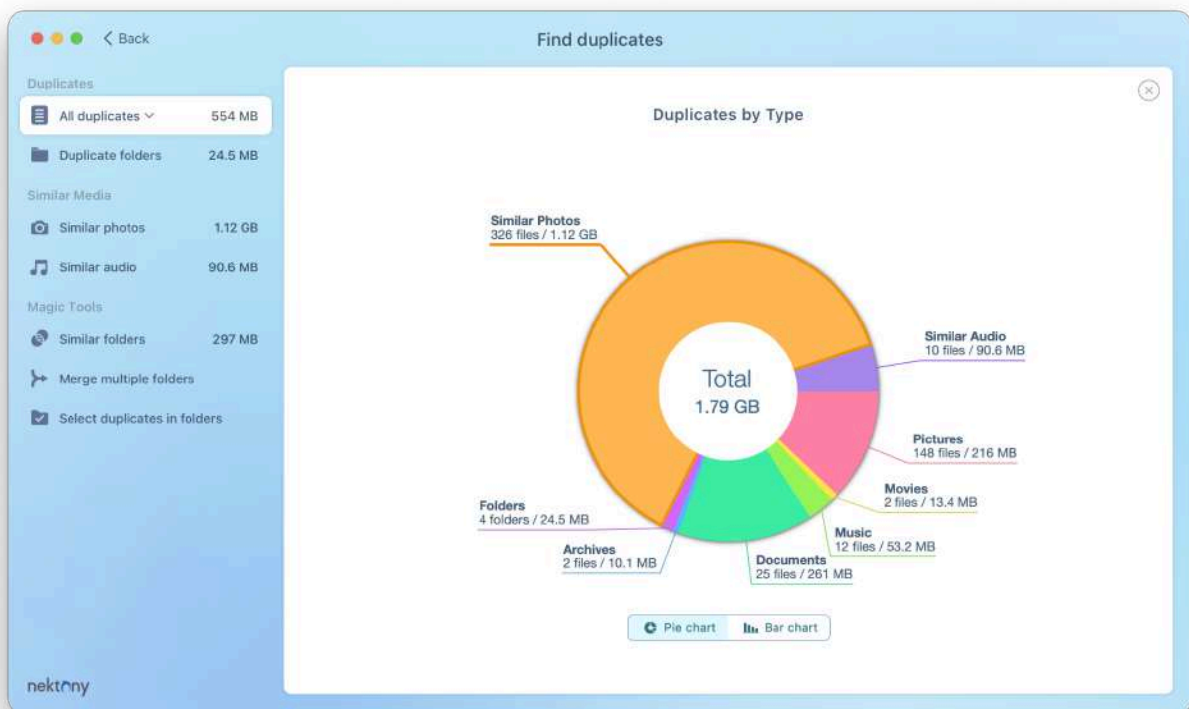 Back
Find duplicates
Duplicates
All duplicates 554 MB
Duplicate folders 24.5 MB
Similar Media
Similar photos 1.12 GB
Similar audio 90.6 MB
Magic Tools
Similar folders 297 MB
Merge multiple folders
Select duplicates in folders
nektony
Duplicates by Type
Similar Photos
326 files / 1.12 GB
Similar Audio
10 files / 90.6 MB
Total
1.79 GB
Pictures
148 files / 216 MB
Movies
2 files / 13.4 MB
Folders
4 folders / 24.5 MB
Music
12 files / 53.2 MB
Archives
2 files / 10.1 MB
Documents
25 files / 261 MB
Pie chart Bar chart